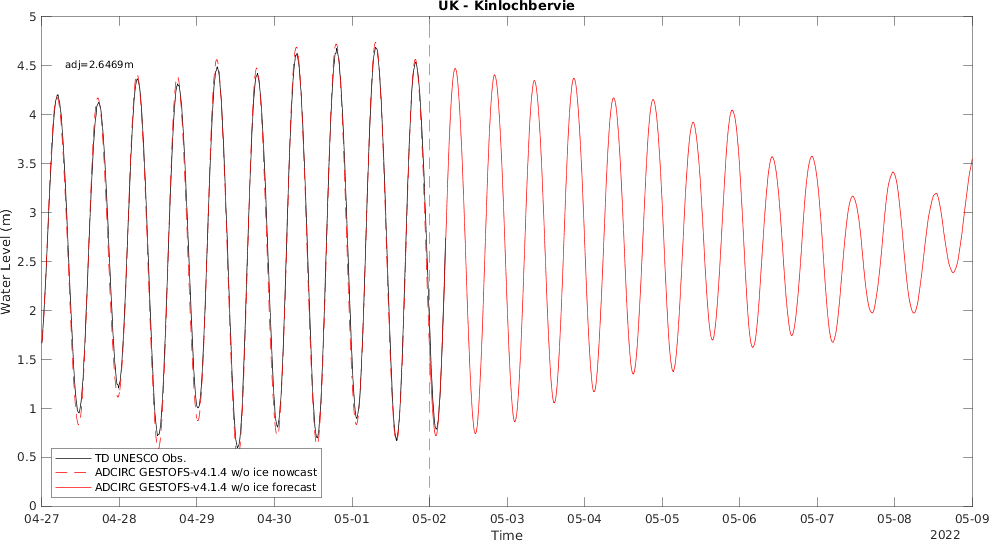 UK - Kinlochbervie
5
4.5
4
3.5
3
2.5
2
1.5
1
0.5
0
Water Level (m)
adj=2.6469m
TD UNESCO Obs.
ADCIRC GESTOFS-v4.1.4 w/o ice nowcast
ADCIRC GESTOFS-v4.1.4 w/o ice forecast
04-27 04-28 04-29 04-30 05-01 05-02 05-03 05-04 05-05 05-06 05-07 05-08 05-09
Time
2022